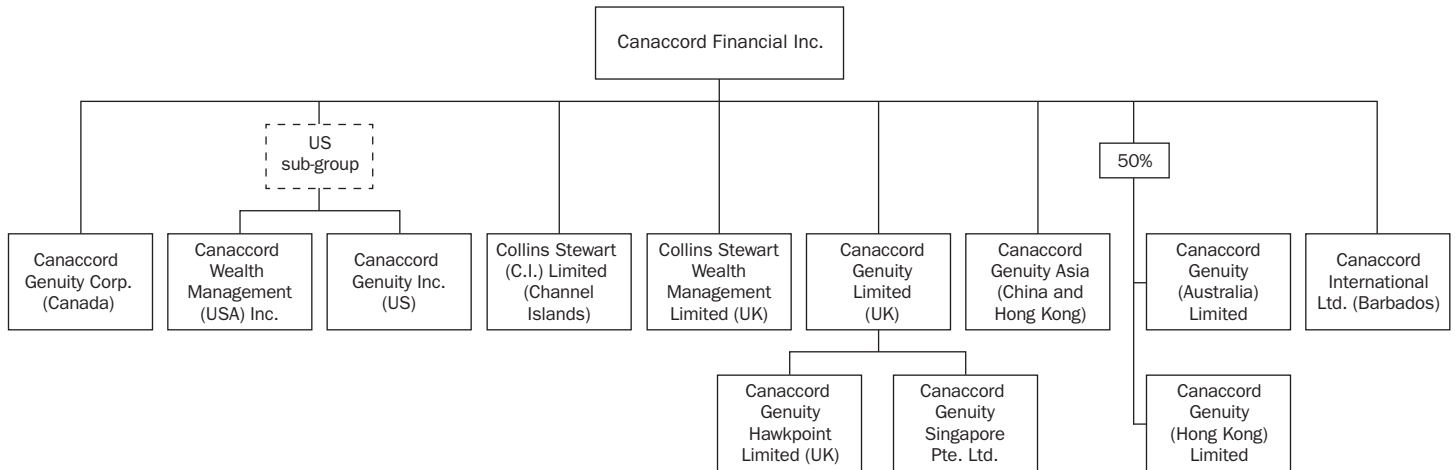 Canaccord Financial Inc.
US
sub-group
50%
Canaccord
Genuity Corp.
(Canada)
Canaccord
Wealth
Management
(USA) Inc.
Canaccord
Genuity Inc.
(US)
Collins Stewart
(C.I.) Limited
(Channel
Islands)
Collins Stewart
Wealth
Management
Limited (UK)
Canaccord
Genuity
Limited
(UK)
Canaccord
Genuity Asia
(China and
Hong Kong)
Canaccord
Genuity
(Australia)
Limited
Canaccord
International
Ltd. (Barbados)
Canaccord
Genuity
Hawkpoint
Limited (UK)
Canaccord
Genuity
Singapore
Pte. Ltd.
Canaccord
Genuity
(Hong Kong)
Limited